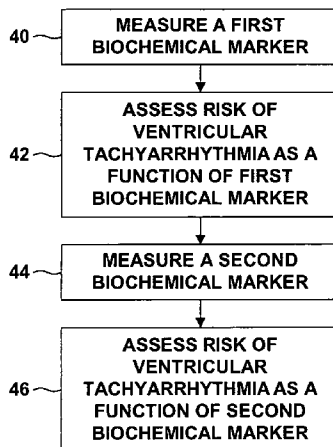 40
MEASURE A FIRST
BIOCHEMICAL MARKER
42
ASSESS RISK OF
VENTRICULAR
TACHYARRHYTHMIA AS A
FUNCTION OF FIRST
BIOCHEMICAL MARKER
44
MEASURE A SECOND
BIOCHEMICAL MARKER
46
ASSESS RISK OF
VENTRICULAR
TACHYARRHYTHMIA AS A
FUNCTION OF SECOND
BIOCHEMICAL MARKER